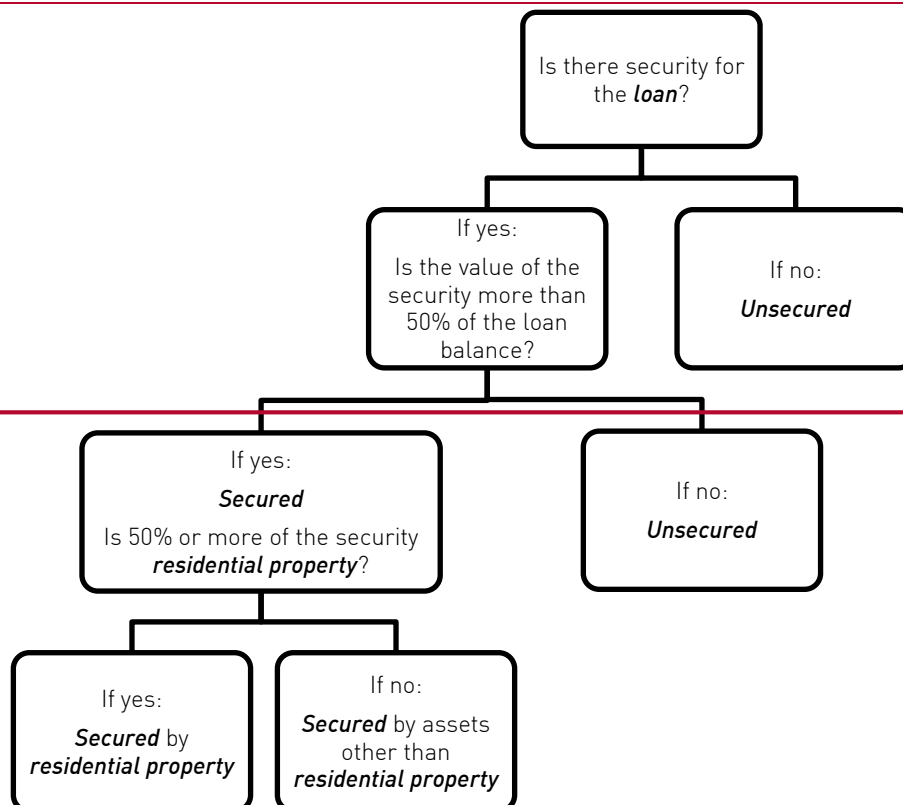 Is there security for
the loan?
If yes:
Is the value of the
security more than
50% of the loan
balance?
If no:
Unsecured
If yes:
Secured
Is 50% or more of the security
residential property?
If no:
Unsecured
If yes:
Secured by
residential property
If no:
Secured by assets
other than
residential property